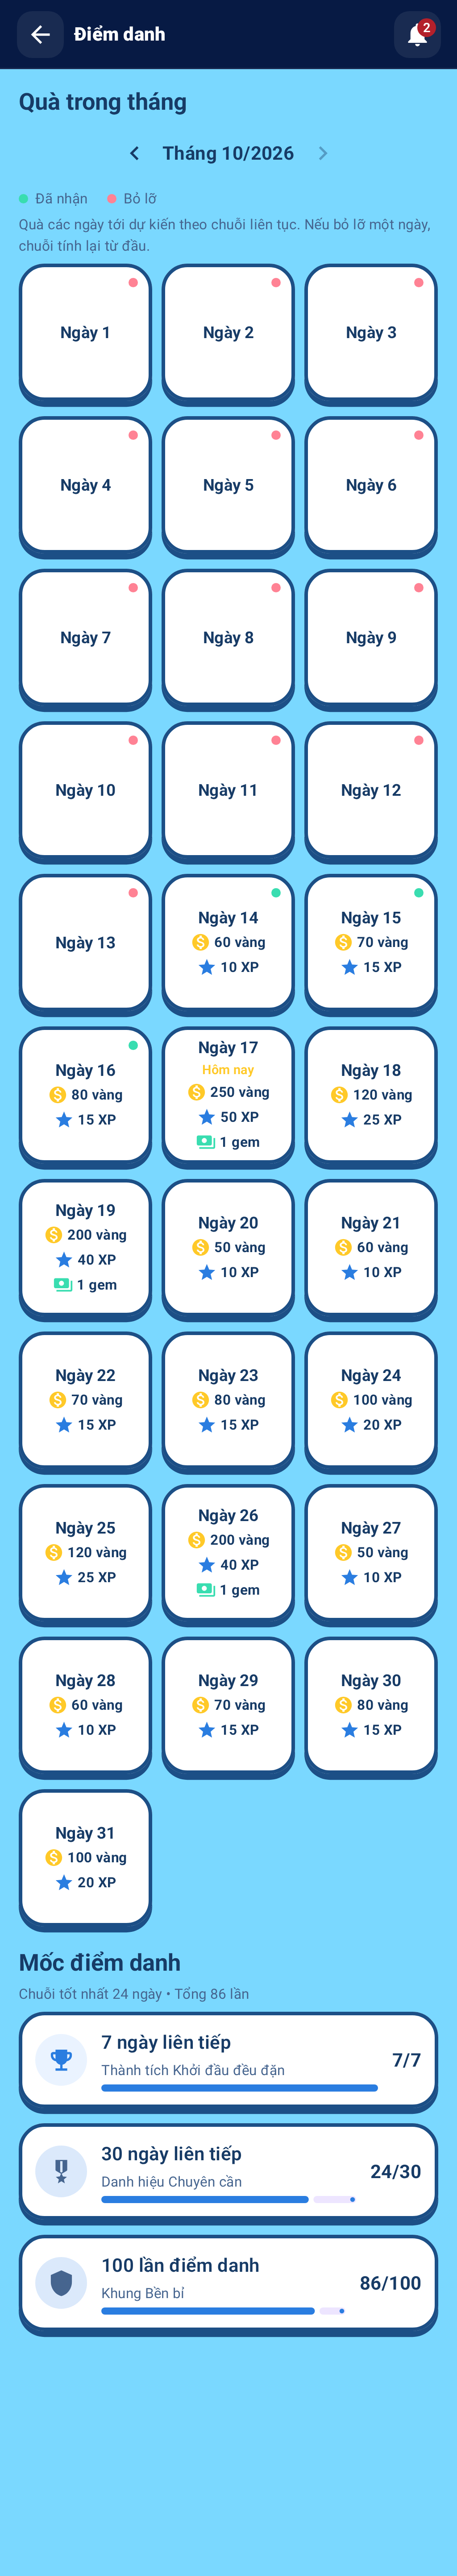 Điểm danh
2
Quà trong tháng
Tháng 10/2026
Đã nhận Bỏ lỡ
Quà các ngày tới dự kiến theo chuỗi liên tục. Nếu bỏ lỡ một ngày,
chuỗi tính lại từ đầu.
Ngày 1
Ngày 2
Ngày 3
Ngày 4
Ngày 5
Ngày 6
Ngày 7
Ngày 8
Ngày 9
Ngày 10
Ngày 11
Ngày 12
Ngày 13
Ngày 14
60 vàng
10 XP
Ngày 15
70 vàng
15 XP
Ngày 16
80 vàng
15 XP
Ngày 17
Hôm nay
250 vàng
50 XP
1 gem
Ngày 18
120 vàng
25 XP
Ngày 19
200 vàng
40 XP
1 gem
Ngày 20
50 vàng
10 XP
Ngày 21
60 vàng
10 XP
Ngày 22
70 vàng
15 XP
Ngày 23
80 vàng
15 XP
Ngày 24
100 vàng
20 XP
Ngày 25
120 vàng
25 XP
Ngày 26
200 vàng
40 XP
1 gem
Ngày 27
50 vàng
10 XP
Ngày 28
60 vàng
10 XP
Ngày 29
70 vàng
15 XP
Ngày 30
80 vàng
15 XP
Ngày 31
100 vàng
20 XP
Mốc điểm danh
Chuỗi tốt nhất 24 ngày • Tổng 86 lần
7 ngày liên tiếp
Thành tích Khởi đầu đều đặn
7/7
30 ngày liên tiếp
Danh hiệu Chuyên cần
24/30
100 lần điểm danh
Khung Bền bỉ
86/100